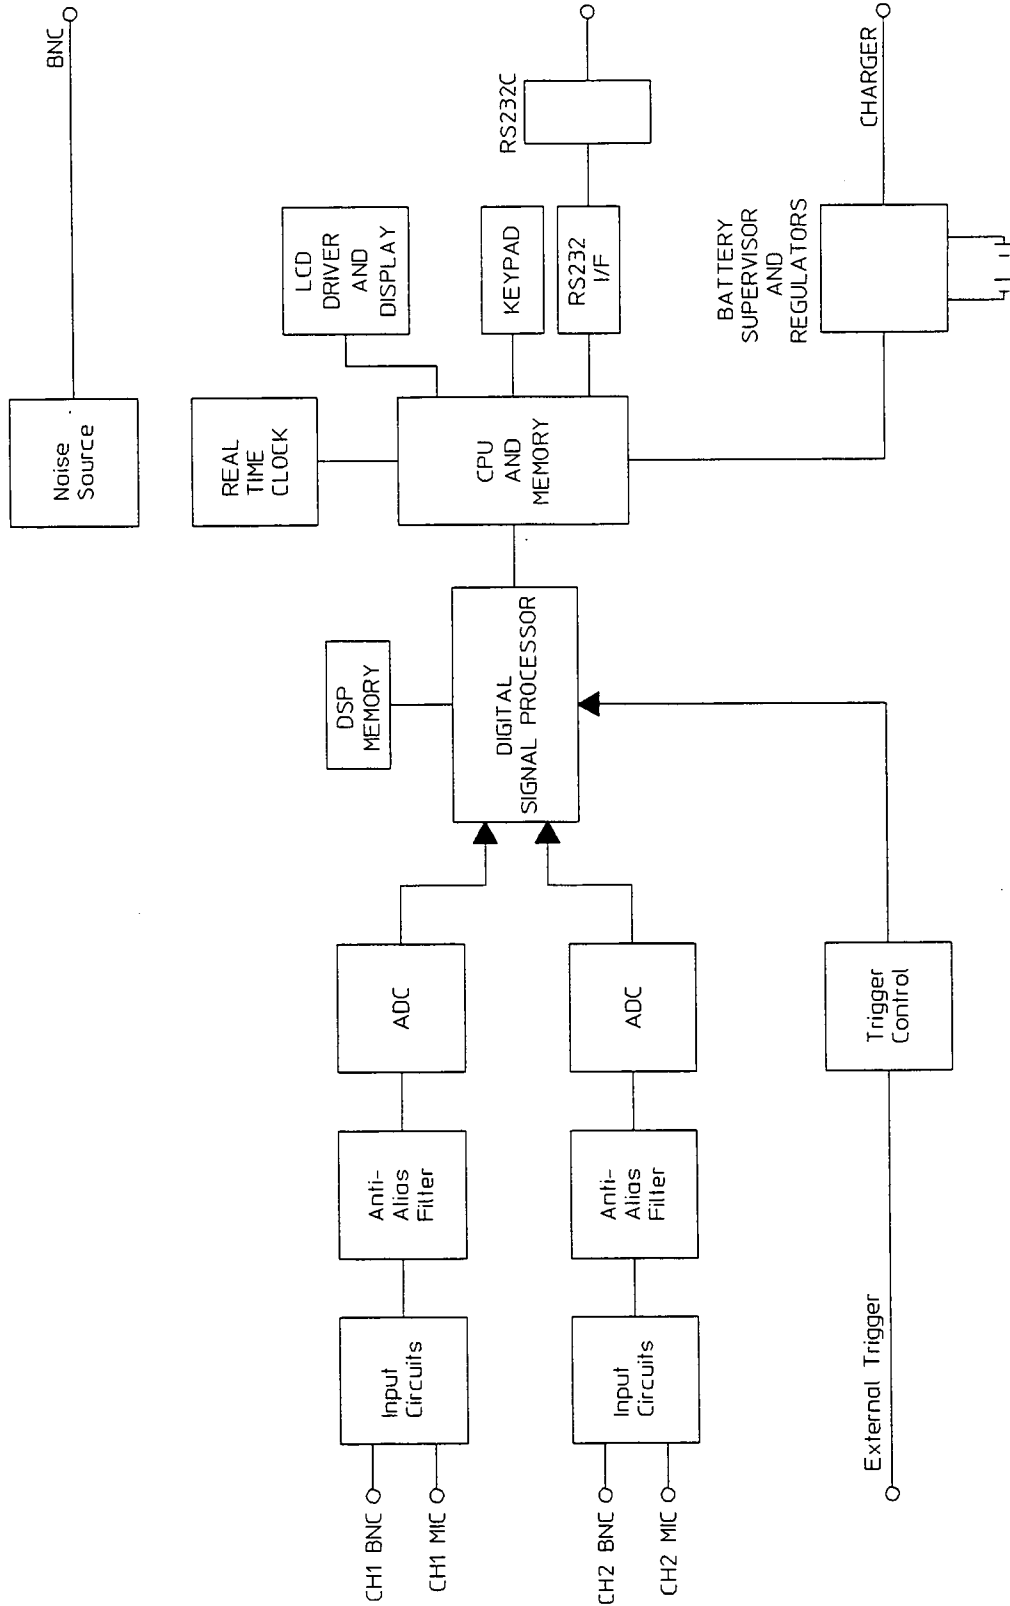 BNC
Noise
Source
REAL
TIME
CLOCK
LCD
DRIVER
AND
DISPLAY
KEYPAD
RS232
I/F
RS232C
CPU
AND
MEMORY
BATTERY
SUPERVISOR
AND
REGULATORS
CHARGER
DSP
MEMORY
DIGITAL
SIGNAL PROCESSOR
ADC
ADC
Anti-
Alias
Filter
Anti-
Alias
Filter
Input
Circuits
Input
Circuits
CH1 BNC
CH1 MIC
CH2 BNC
CH2 MIC
Trigger
Control
External Trigger